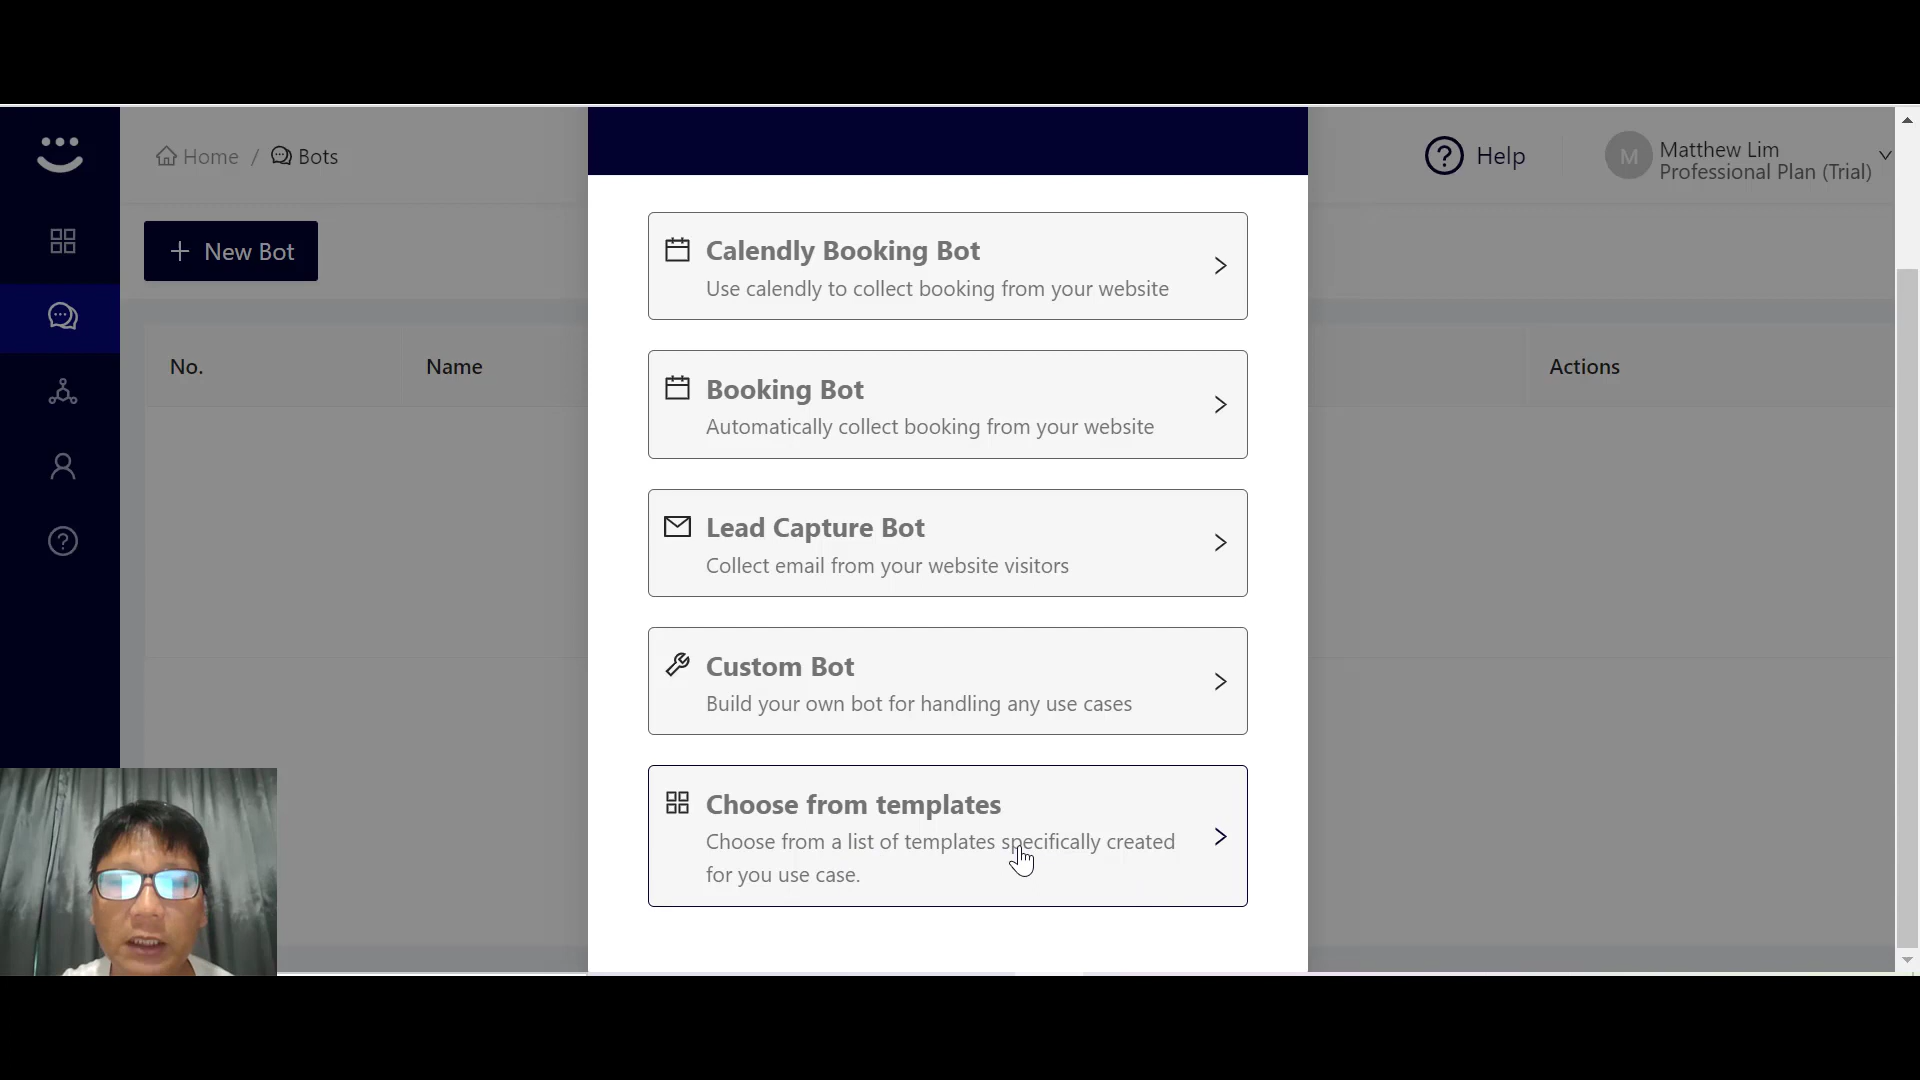 Home / Bots
Help
M
Matthew Lim
Professional Plan (Trial)
+ New Bot
No.
Name
Actions
Calendly Booking Bot
Use calendly to collect booking from your website
Booking Bot
Automatically collect booking from your website
Lead Capture Bot
Collect email from your website visitors
Custom Bot
Build your own bot for handling any use cases
Choose from templates
Choose from a list of templates specifically created
for you use case.